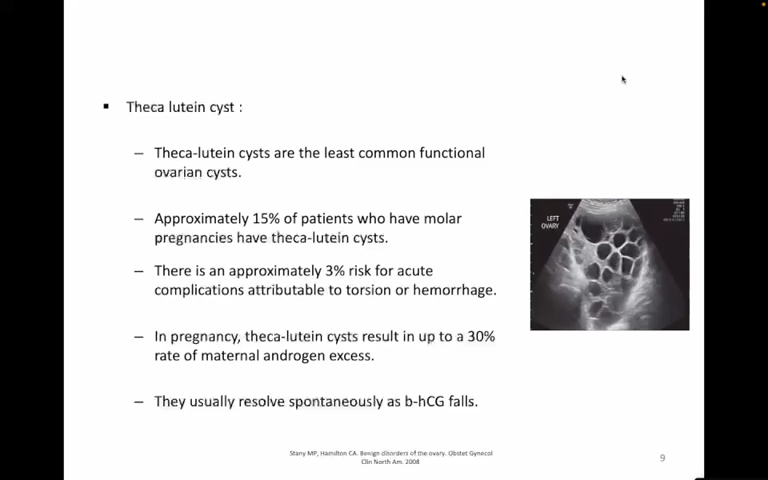 ▪ Theca lutein cyst :
– Theca-lutein cysts are the least common functional
ovarian cysts.
– Approximately 15% of patients who have molar
pregnancies have theca-lutein cysts.
– There is an approximately 3% risk for acute
complications attributable to torsion or hemorrhage.
– In pregnancy, theca-lutein cysts result in up to a 30%
rate of maternal androgen excess.
– They usually resolve spontaneously as b-hCG falls.
LEFT
OVARY
Stany MP, Hamilton CA. Benign disorders of the ovary. Obstet Gynecol
Clin North Am. 2008
9